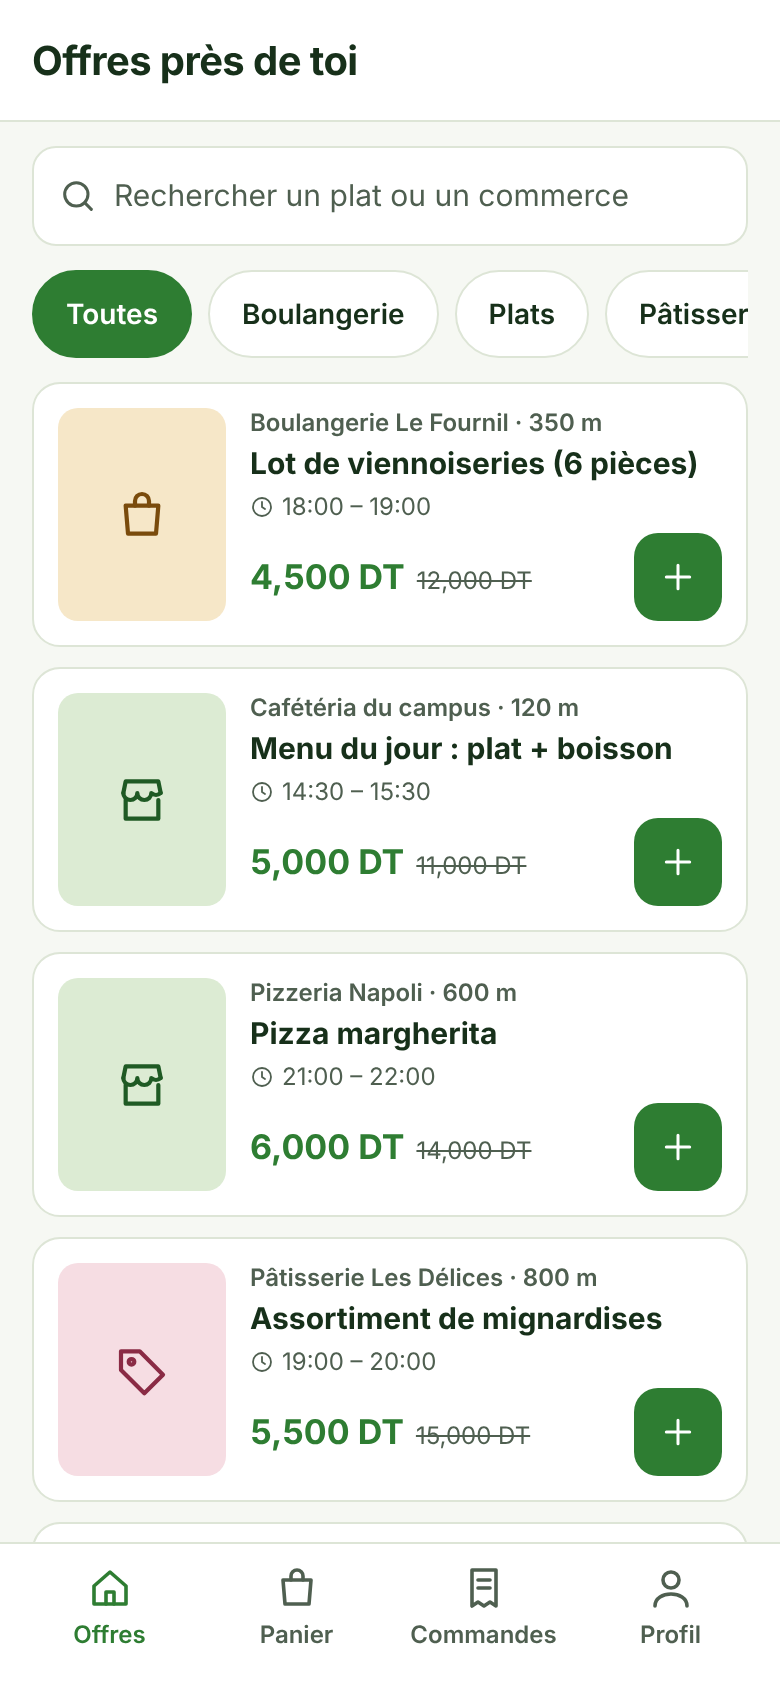 Offres près de toi
Rechercher un plat ou un commerce
Toutes
Boulangerie
Plats
Pâtisser
Boulangerie Le Fournil · 350 m
Lot de viennoiseries (6 pièces)
18:00 – 19:00
4,500 DT 12,000 DT
Cafétéria du campus · 120 m
Menu du jour : plat + boisson
14:30 – 15:30
5,000 DT 11,000 DT
Pizzeria Napoli · 600 m
Pizza margherita
21:00 – 22:00
6,000 DT 14,000 DT
Pâtisserie Les Délices · 800 m
Assortiment de mignardises
19:00 – 20:00
5,500 DT 15,000 DT
Offres
Panier
Commandes
Profil